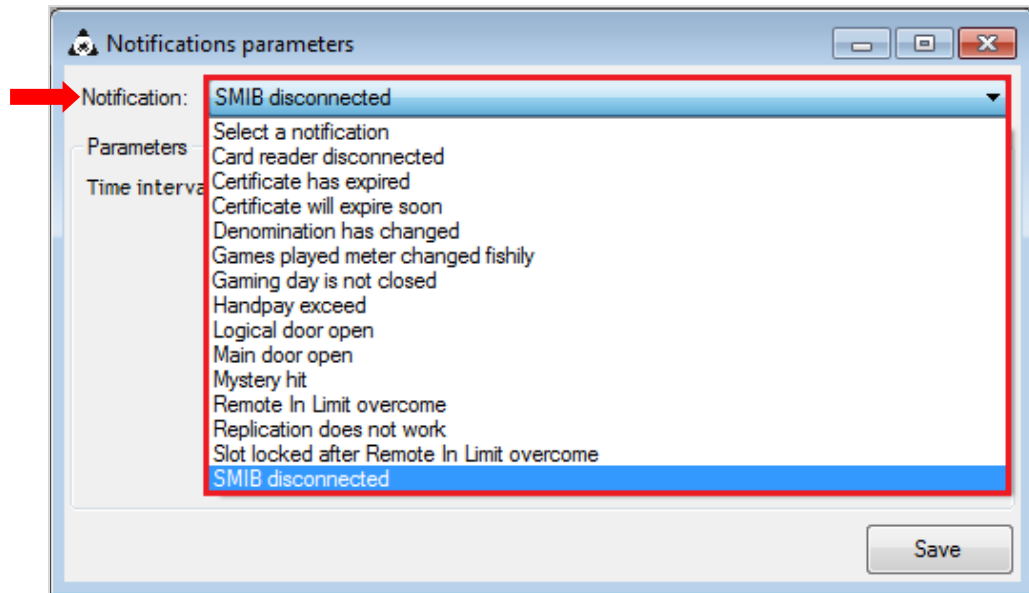 Notifications parameters
Notification: SMIB disconnected
Select a notification
Parameters
Card reader disconnected
Time interva
Certificate has expired
Certificate will expire soon
Denomination has changed
Games played meter changed fishily
Gaming day is not closed
Handpay exceed
Logical door open
Main door open
Mystery hit
Remote In Limit overcome
Replication does not work
Slot locked after Remote In Limit overcome
SMIB disconnected
Save